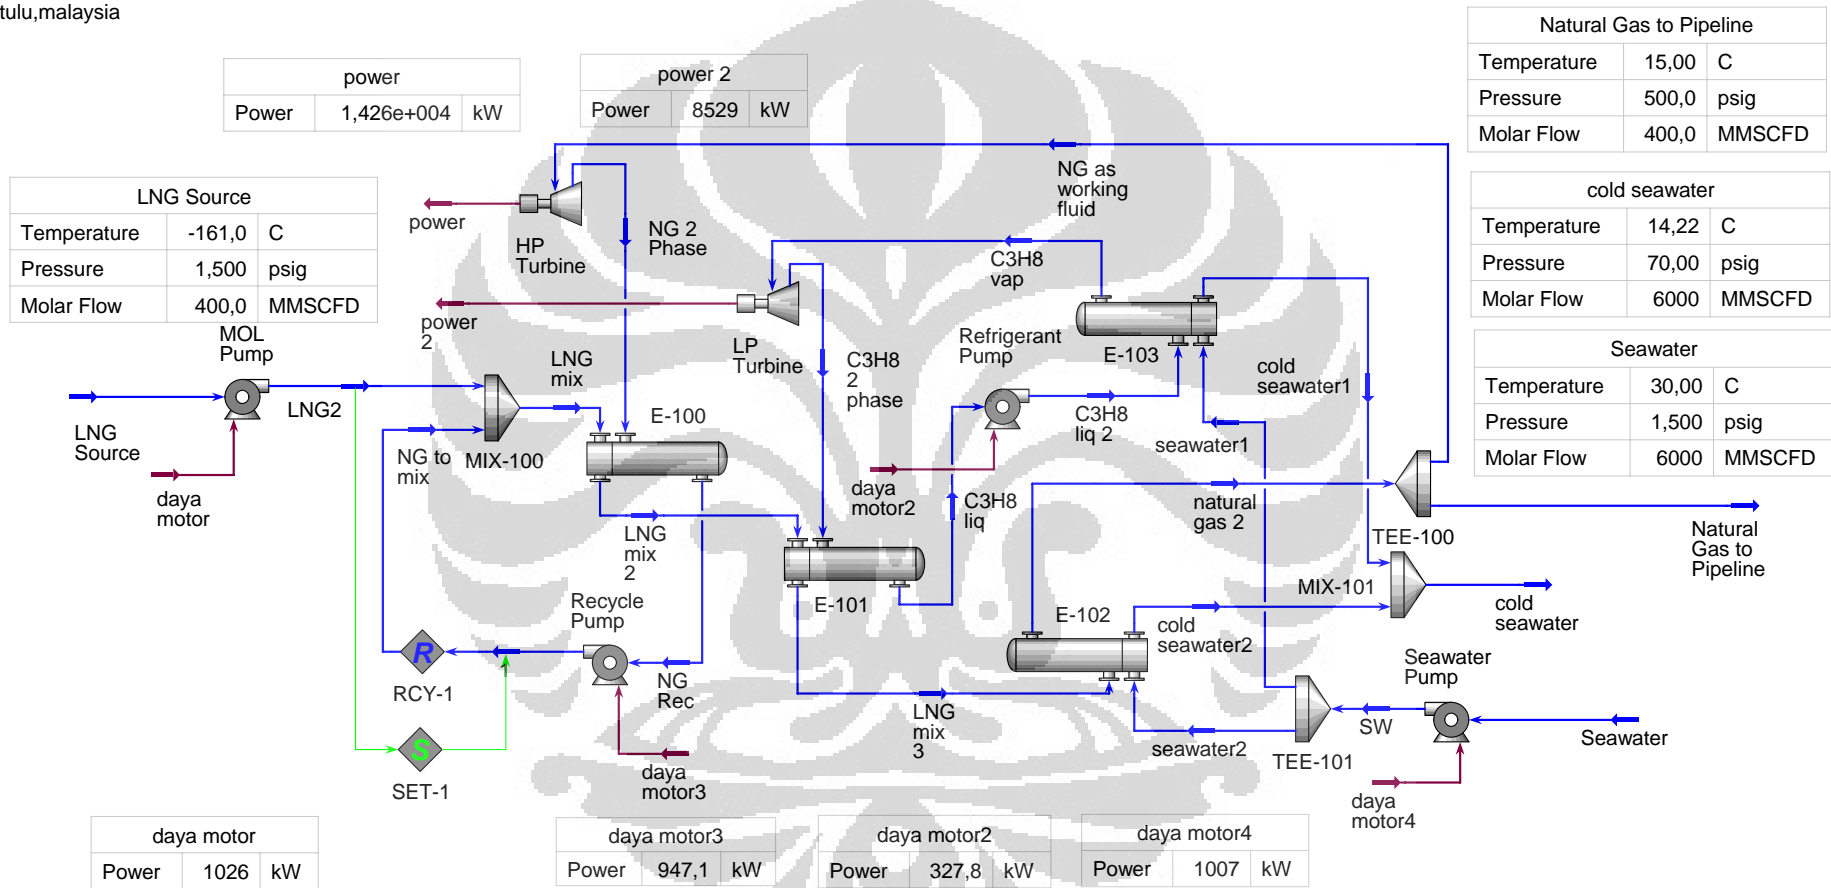 tulu,malaysia
power
Power 1,426e+004 kW
power 2
Power 8529 kW
Natural Gas to Pipeline
Temperature 15,00 C
Pressure 500,0 psig
Molar Flow 400,0 MMSCFD
cold seawater
Temperature 14,22 C
Pressure 70,00 psig
Molar Flow 6000 MMSCFD
Seawater
Temperature 30,00 C
Pressure 1,500 psig
Molar Flow 6000 MMSCFD
LNG Source
Temperature -161,0 C
Pressure 1,500 psig
Molar Flow 400,0 MMSCFD
power
HP
Turbine
NG 2
Phase
NG as
working
fluid
C3H8
vap
power
2
LP
Turbine
C3H8
2
phase
Refrigerant
Pump
E-103
cold
seawater1
MOL
Pump
LNG2
LNG
Source
daya
motor
LNG
mix
NG to
mix
MIX-100
E-100
C3H8
liq 2
seawater1
daya
motor2
C3H8
liq
natural
gas 2
TEE-100
Natural
Gas to
Pipeline
LNG
mix
2
E-101
MIX-101
cold
seawater
E-102
cold
seawater2
Recycle
Pump
R
RCY-1
NG
Rec
S
SET-1
daya
motor3
LNG
mix
3
seawater2
TEE-101
SW
Seawater
Pump
Seawater
daya
motor4
daya motor
Power 1026 kW
daya motor3
Power 947,1 kW
daya motor2
Power 327,8 kW
daya motor4
Power 1007 kW